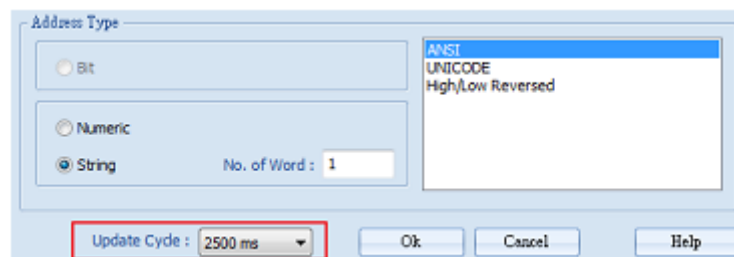 Address Type
Bit
Numeric
String No. of Word : 1
ANSI
UNICODE
High/Low Reversed
Update Cycle : 2500 ms Ok Cancel Help